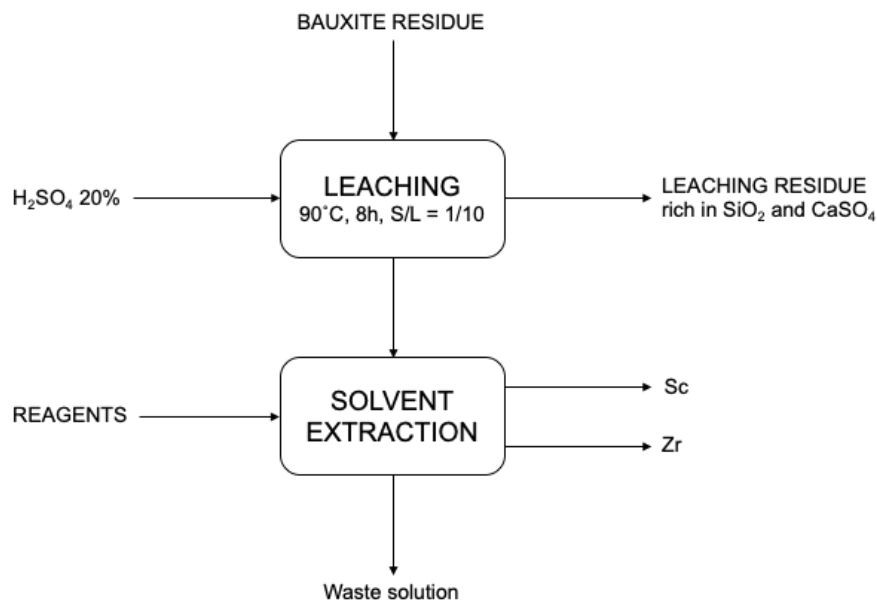 BAUXITE RESIDUE
H₂SO₄ 20%
LEACHING
90˚C, 8h, S/L = 1/10
LEACHING RESIDUE
rich in SiO₂ and CaSO₄
REAGENTS
SOLVENT
EXTRACTION
Sc
Zr
Waste solution